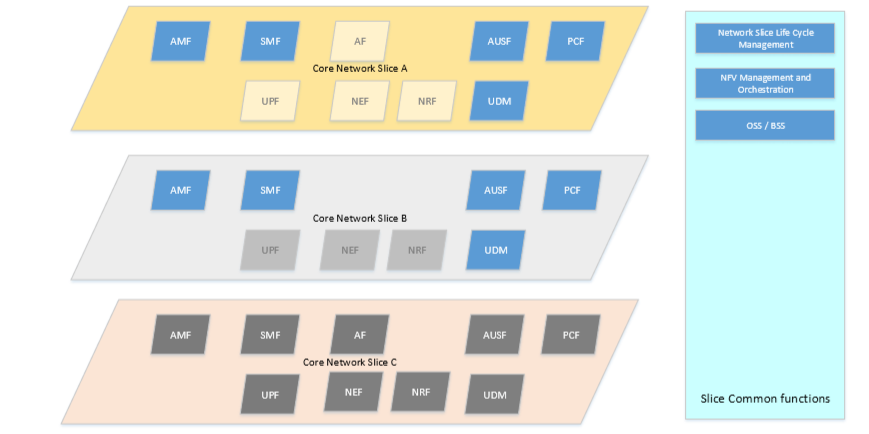 AMF
SMF
AF
AUSF
PCF
Core Network Slice A
UPF
NEF
NRF
UDM
AMF
SMF
AUSF
PCF
Core Network Slice B
UPF
NEF
NRF
UDM
AMF
SMF
AF
AUSF
PCF
Core Network Slice C
UPF
NEF
NRF
UDM
Network Slice Life Cycle
Management
NFV Management and
Orchestration
OSS / BSS
Slice Common functions